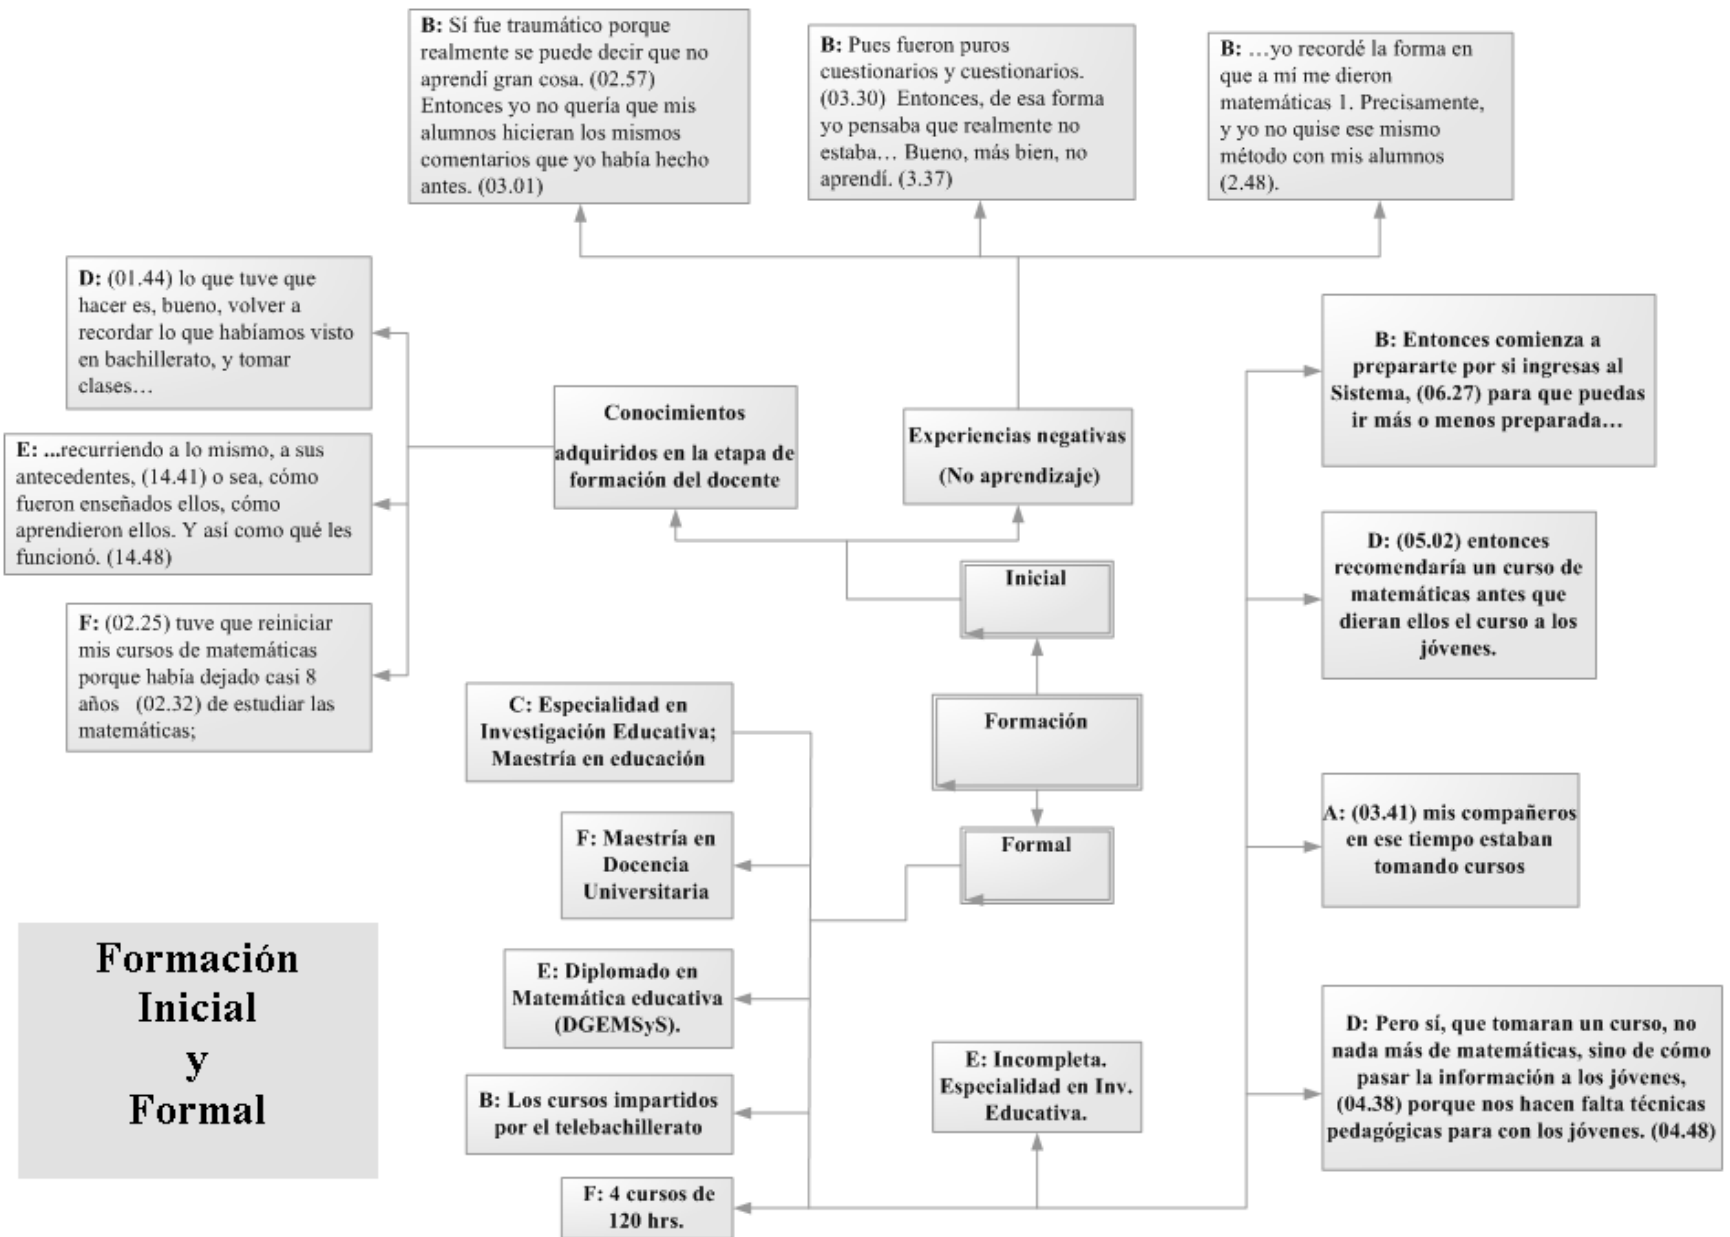 B: Sí fue traumático porque
realmente se puede decir que no
aprendí gran cosa. (02.57)
Entonces yo no quería que mis
alumnos hicieran los mismos
comentarios que yo había hecho
antes. (03.01)
B: Pues fueron puros
cuestionarios y cuestionarios.
(03.30)  Entonces, de esa forma
yo pensaba que realmente no
estaba… Bueno, más bien, no
aprendí. (3.37)
B: …yo recordé la forma en
que a mí me dieron
matemáticas 1. Precisamente,
y yo no quise ese mismo
método con mis alumnos
(2.48).
D: (01.44) lo que tuve que
hacer es, bueno, volver a
recordar lo que habíamos visto
en bachillerato, y tomar
clases…
E: ...recurriendo a lo mismo, a sus
antecedentes, (14.41) o sea, cómo
fueron enseñados ellos, cómo
aprendieron ellos. Y así como qué les
funcionó. (14.48)
F: (02.25) tuve que reiniciar
mis cursos de matemáticas
porque había dejado casi 8
años   (02.32) de estudiar las
matemáticas;
Conocimientos
adquiridos en la etapa de
formación del docente
Experiencias negativas
(No aprendizaje)
Inicial
Formación
Formal
C: Especialidad en
Investigación Educativa;
Maestría en educación
F: Maestría en
Docencia
Universitaria
E: Diplomado en
Matemática educativa
(DGEMSyS).
B: Los cursos impartidos
por el telebachillerato
F: 4 cursos de
120 hrs.
E: Incompleta.
Especialidad en Inv.
Educativa.
B: Entonces comienza a
prepararte por si ingresas al
Sistema, (06.27) para que puedas
ir más o menos preparada…
D: (05.02) entonces
recomendaría un curso de
matemáticas antes que
dieran ellos el curso a los
jóvenes.
A: (03.41) mis compañeros
en ese tiempo estaban
tomando cursos
D: Pero sí, que tomaran un curso, no
nada más de matemáticas, sino de cómo
pasar la información a los jóvenes,
(04.38) porque nos hacen falta técnicas
pedagógicas para con los jóvenes. (04.48)
Formación
Inicial
y
Formal